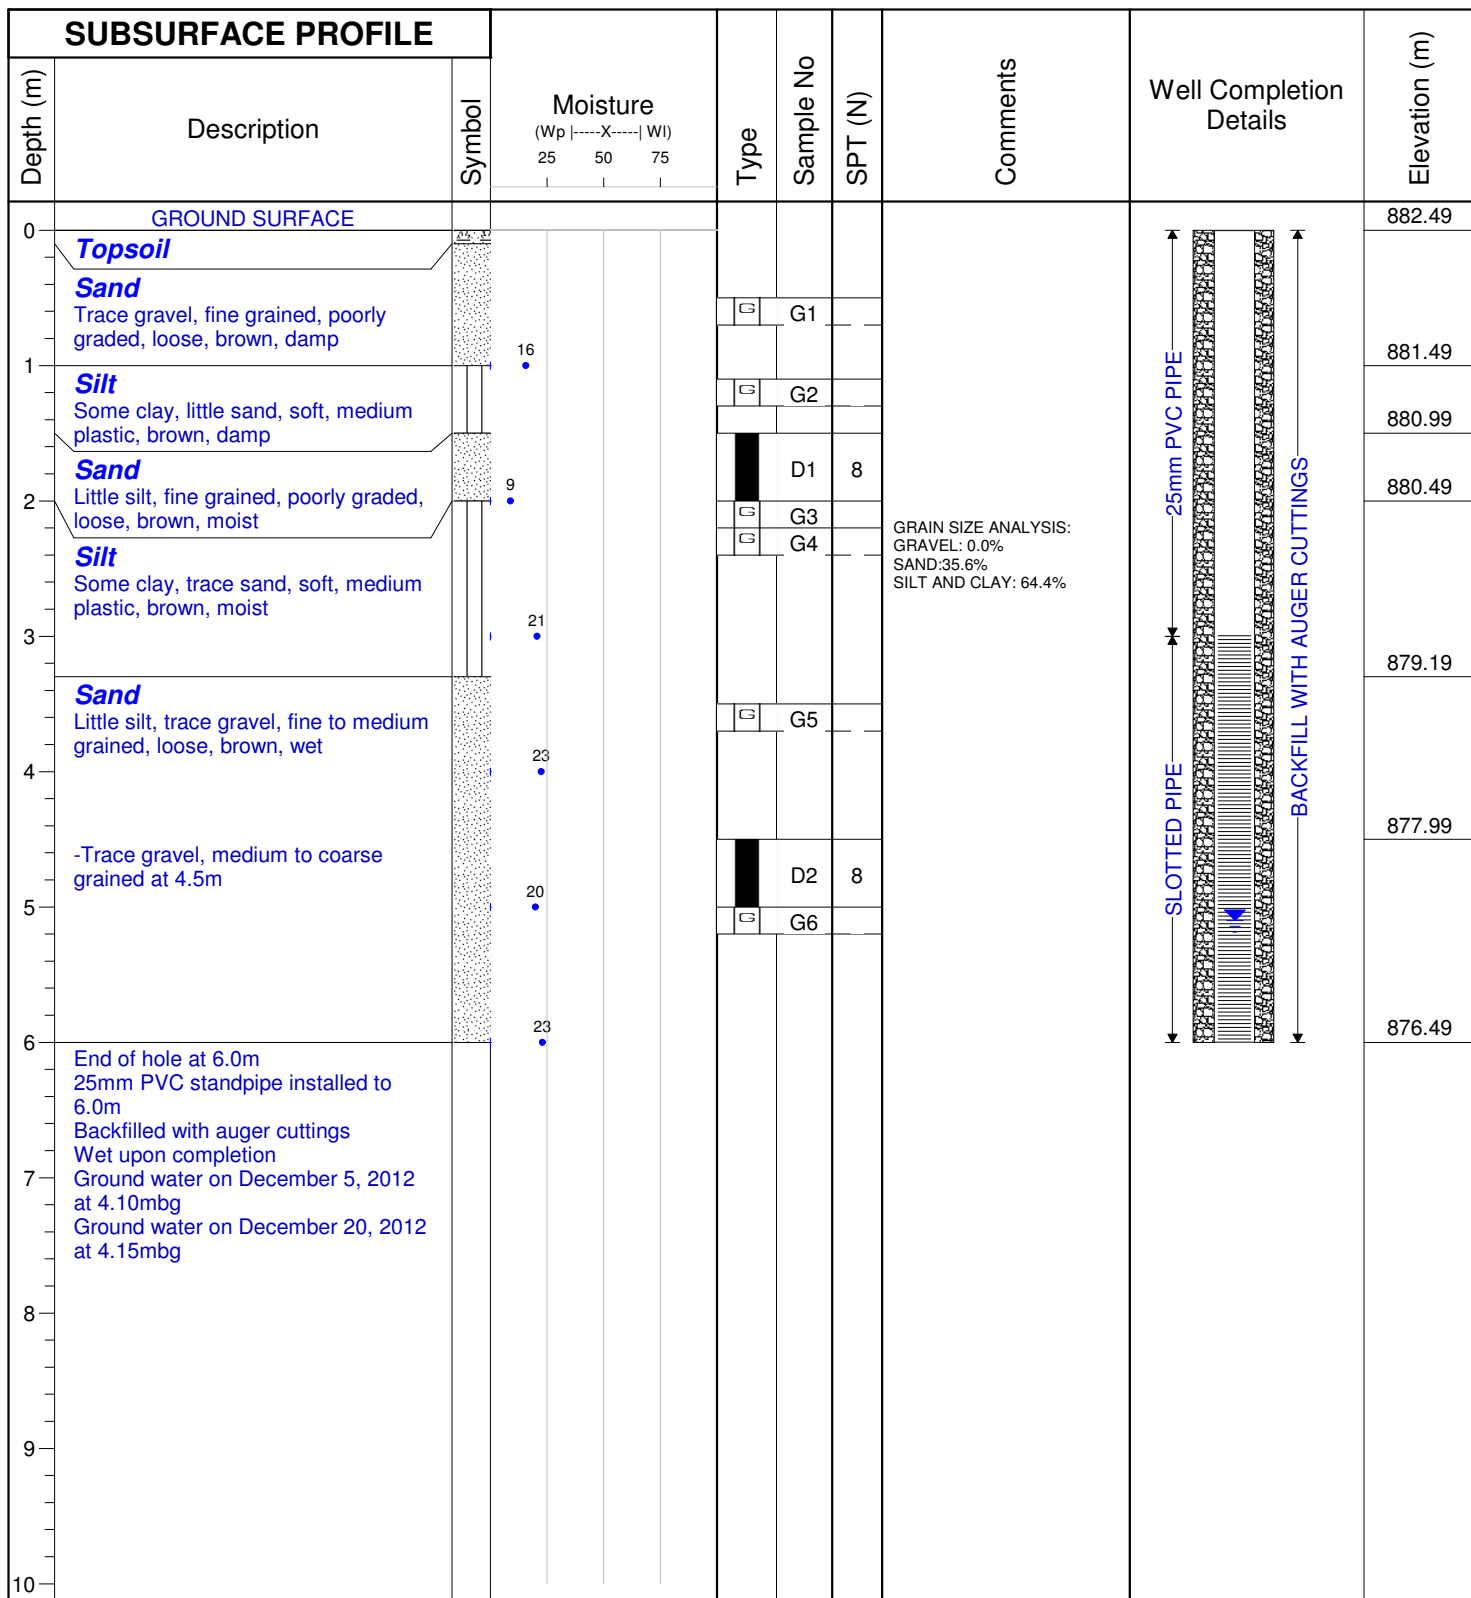 SUBSURFACE PROFILE
Depth (m)
Description
Symbol
Moisture
(Wp |-----X-----| Wl)
25 50 75
Type
Sample No
SPT (N)
Comments
Well Completion
Details
Elevation (m)
GROUND SURFACE
882.49
0
Topsoil
Sand
Trace gravel, fine grained, poorly
graded, loose, brown, damp
G G1
16
881.49
1
Silt
Some clay, little sand, soft, medium
plastic, brown, damp
G G2
880.99
Sand
Little silt, fine grained, poorly graded,
loose, brown, moist
D1 8
9
880.49
2
G G3
G G4
GRAIN SIZE ANALYSIS:
GRAVEL: 0.0%
SAND:35.6%
SILT AND CLAY: 64.4%
Silt
Some clay, trace sand, soft, medium
plastic, brown, moist
21
3
879.19
Sand
Little silt, trace gravel, fine to medium
grained, loose, brown, wet
G G5
23
4
877.99
-Trace gravel, medium to coarse
grained at 4.5m
D2 8
20
5
G G6
23
876.49
6
25mm PVC PIPE
SLOTTED PIPE
BACKFILL WITH AUGER CUTTINGS
End of hole at 6.0m
25mm PVC standpipe installed to
6.0m
Backfilled with auger cuttings
Wet upon completion
Ground water on December 5, 2012
at 4.10mbg
Ground water on December 20, 2012
at 4.15mbg
7
8
9
10